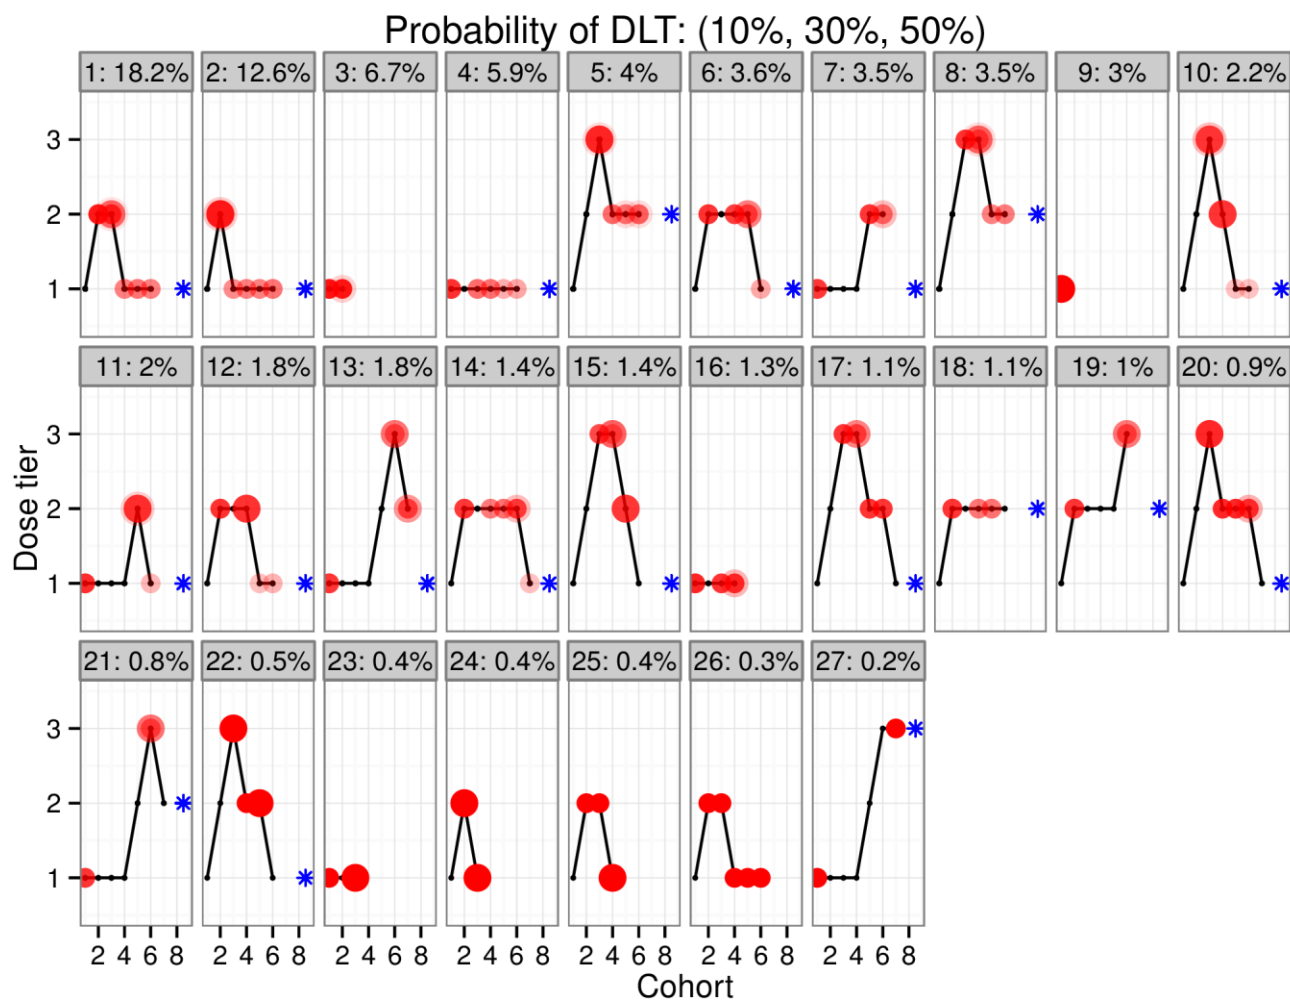 Probability of DLT: (10%, 30%, 50%)
1: 18.2% 2: 12.6% 3: 6.7% 4: 5.9% 5: 4% 6: 3.6% 7: 3.5% 8: 3.5% 9: 3% 10: 2.2%
3
2
1
11: 2% 12: 1.8% 13: 1.8% 14: 1.4% 15: 1.4% 16: 1.3% 17: 1.1% 18: 1.1% 19: 1% 20: 0.9%
3
2
1
Dose tier
21: 0.8% 22: 0.5% 23: 0.4% 24: 0.4% 25: 0.4% 26: 0.3% 27: 0.2%
3
2
1
2 4 6 8 2 4 6 8 2 4 6 8 2 4 6 8 2 4 6 8 2 4 6 8 2 4 6 8
Cohort